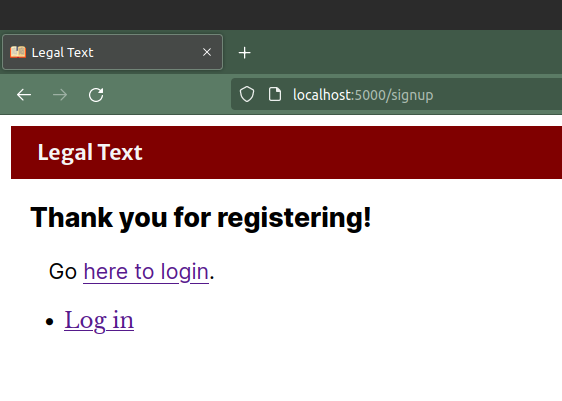 Legal Text
localhost:5000/signup
Legal Text
Thank you for registering!
Go here to login.
Log in